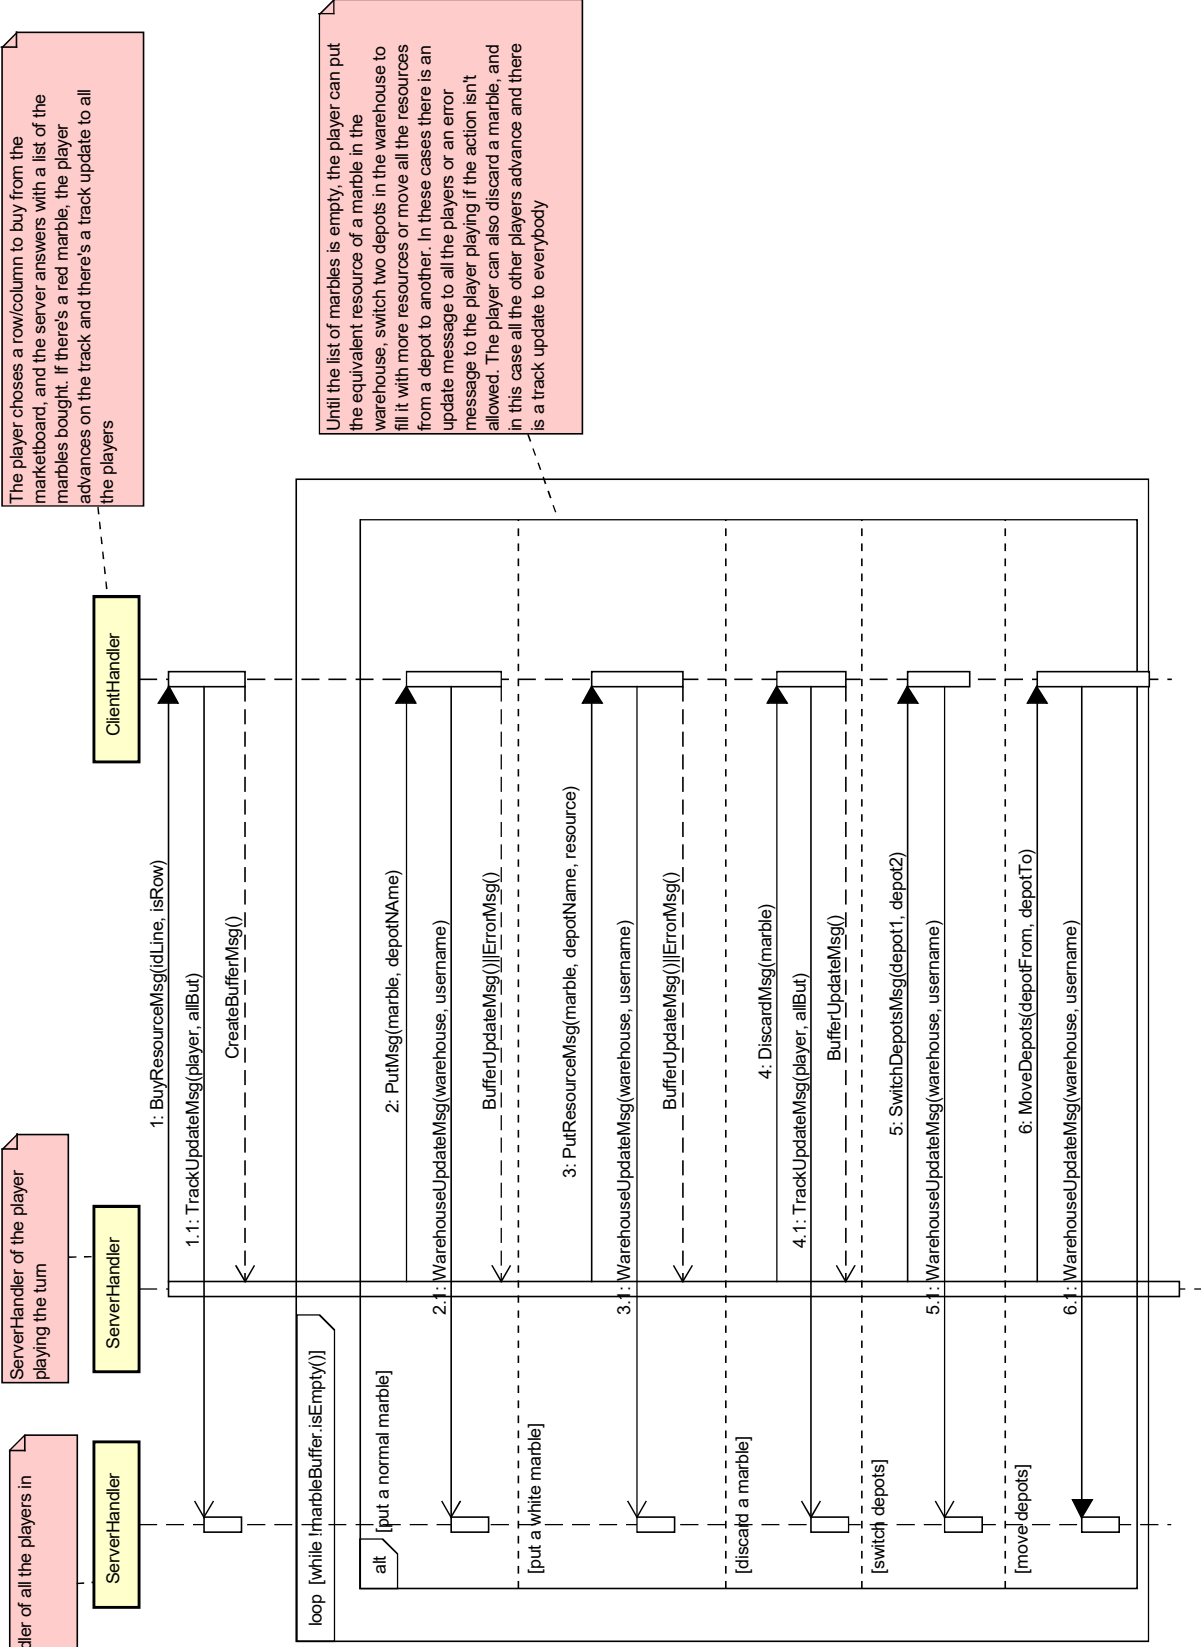 dler of all the players in
ServerHandler of the player
playing the turn
The player choses a row/column to buy from the
marketboard, and the server answers with a list of the
marbles bought. If there's a red marble, the player
advances on the track and there's a track update to all
the players
ServerHandler
ServerHandler
ClientHandler
1: BuyResourceMsg(idLine, isRow)
1.1: TrackUpdateMsg(player, allBut)
CreateBufferMsg()
loop [while !marbleBuffer.isEmpty()]
Until the list of marbles is empty, the player can put
the equivalent resource of a marble in the
warehouse, switch two depots in the warehouse to
fill it with more resources or move all the resources
from a depot to another. In these cases there is an
update message to all the players or an error
message to the player playing if the action isn't
allowed. The player can also discard a marble, and
in this case all the other players advance and there
is a track update to everybody
alt [put a normal marble]
2: PutMsg(marble, depotNAme)
2.1: WarehouseUpdateMsg(warehouse, username)
BufferUpdateMsg()||ErrorMsg()
[put a white marble]
3: PutResourceMsg(marble, depotName, resource)
3.1: WarehouseUpdateMsg(warehouse, username)
BufferUpdateMsg()||ErrorMsg()
[discard a marble]
4: DiscardMsg(marble)
4.1: TrackUpdateMsg(player, allBut)
BufferUpdateMsg()
[switch depots]
5: SwitchDepotsMsg(depot1, depot2)
5.1: WarehouseUpdateMsg(warehouse, username)
[move depots]
6: MoveDepots(depotFrom, depotTo)
6.1: WarehouseUpdateMsg(warehouse, username)